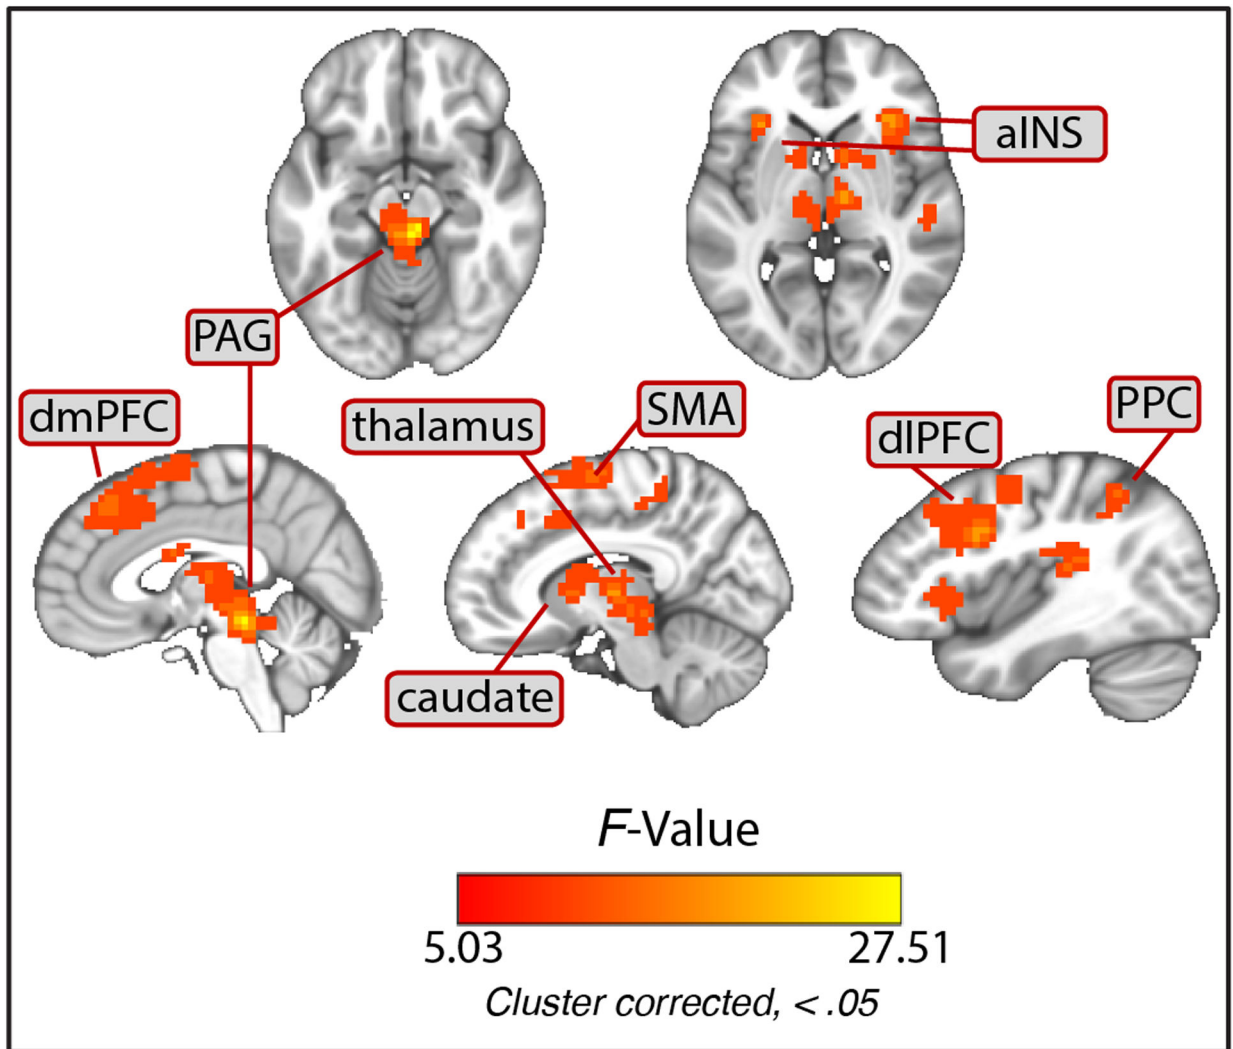 aINS
PAG
dmPFC
thalamus
SMA
dlPFC
PPC
caudate
F-Value
5.03
27.51
Cluster corrected, < .05